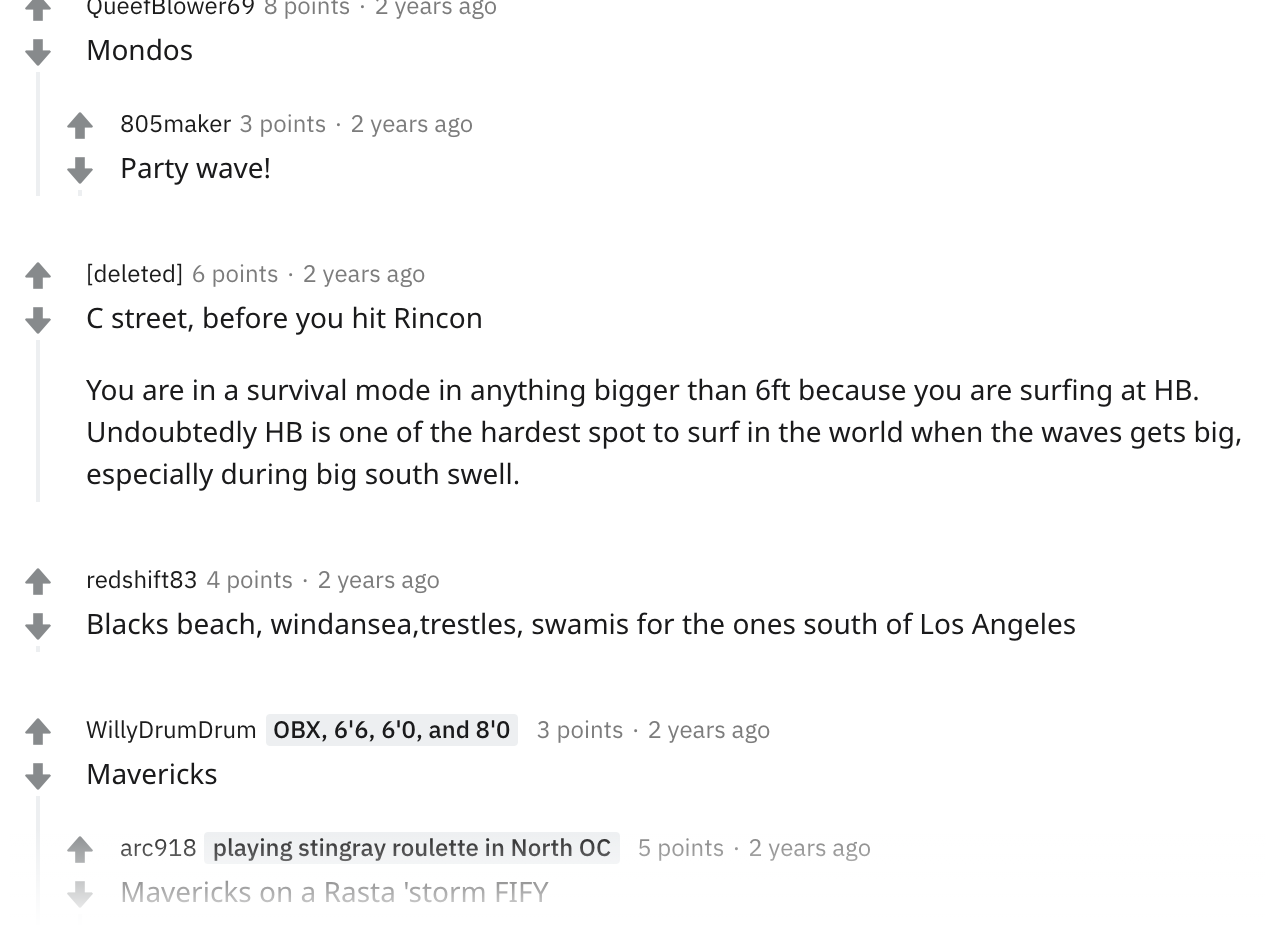 QueefBlower69 8 points · 2 years ago
Mondos
805maker 3 points · 2 years ago
Party wave!
[deleted] 6 points · 2 years ago
C street, before you hit Rincon
You are in a survival mode in anything bigger than 6ft because you are surfing at HB.
Undoubtedly HB is one of the hardest spot to surf in the world when the waves gets big,
especially during big south swell.
redshift83 4 points · 2 years ago
Blacks beach, windansea,trestles, swamis for the ones south of Los Angeles
WillyDrumDrum OBX, 6'6, 6'0, and 8'0 3 points · 2 years ago
Mavericks
arc918 playing stingray roulette in North OC 5 points · 2 years ago
Mavericks on a Rasta 'storm FIFY